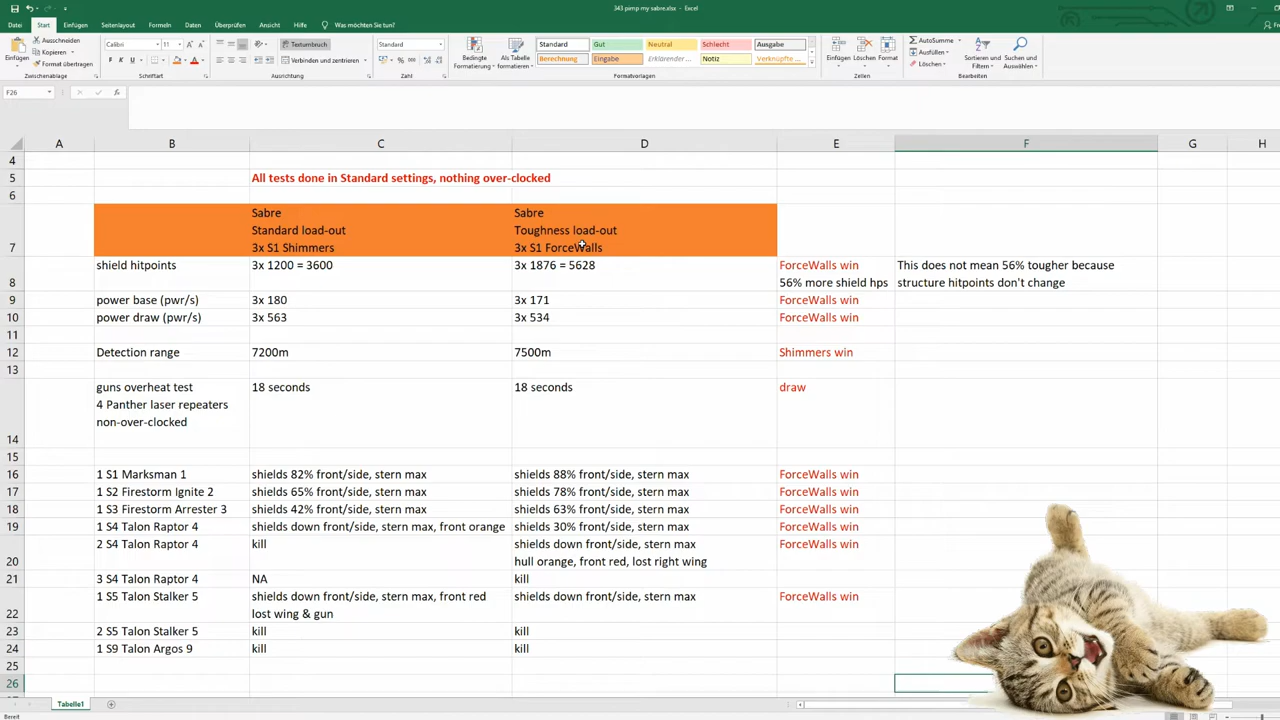 343 pimp my sabre.xlsx - Excel
Datei Start Einfügen Seitenlayout Formeln Daten Überprüfen Ansicht Hilfe Was möchten Sie tun?
Einfügen
Ausschneiden
Kopieren
Format übertragen
Zwischenablage
Calibri 11
F K U
Schriftart
Textumbruch
Verbinden und zentrieren
Ausrichtung
Standard
% 000
Zahl
Bedingte Formatierung
Als Tabelle formatieren
Standard Gut Neutral Schlecht Ausgabe
Berechnung Eingabe Erklärender ... Notiz Verknüpfte ...
Formatvorlagen
Einfügen Löschen Format
Zellen
AutoSumme
Ausfüllen
Löschen
Sortieren und Filtern
Suchen und Auswählen
Bearbeiten
F26 fx
A B C D E F G H
4
5 All tests done in Standard settings, nothing over-clocked
6
Sabre Sabre
Standard load-out Toughness load-out
7 3x S1 Shimmers 3x S1 ForceWalls
shield hitpoints 3x 1200 = 3600 3x 1876 = 5628 ForceWalls win This does not mean 56% tougher because
8 56% more shield hps structure hitpoints don't change
9 power base (pwr/s) 3x 180 3x 171 ForceWalls win
10 power draw (pwr/s) 3x 563 3x 534 ForceWalls win
11
12 Detection range 7200m 7500m Shimmers win
13
guns overheat test 18 seconds 18 seconds draw
4 Panther laser repeaters
non-over-clocked
14
15
16 1 S1 Marksman 1 shields 82% front/side, stern max shields 88% front/side, stern max ForceWalls win
17 1 S2 Firestorm Ignite 2 shields 65% front/side, stern max shields 78% front/side, stern max ForceWalls win
18 1 S3 Firestorm Arrester 3 shields 42% front/side, stern max shields 63% front/side, stern max ForceWalls win
19 1 S4 Talon Raptor 4 shields down front/side, stern max, front orange shields 30% front/side, stern max ForceWalls win
2 S4 Talon Raptor 4 kill shields down front/side, stern max ForceWalls win
20 hull orange, front red, lost right wing
21 3 S4 Talon Raptor 4 NA kill
1 S5 Talon Stalker 5 shields down front/side, stern max, front red shields down front/side, stern max ForceWalls win
22 lost wing & gun
23 2 S5 Talon Stalker 5 kill kill
24 1 S9 Talon Argos 9 kill kill
25
26
Tabelle1
Bereit